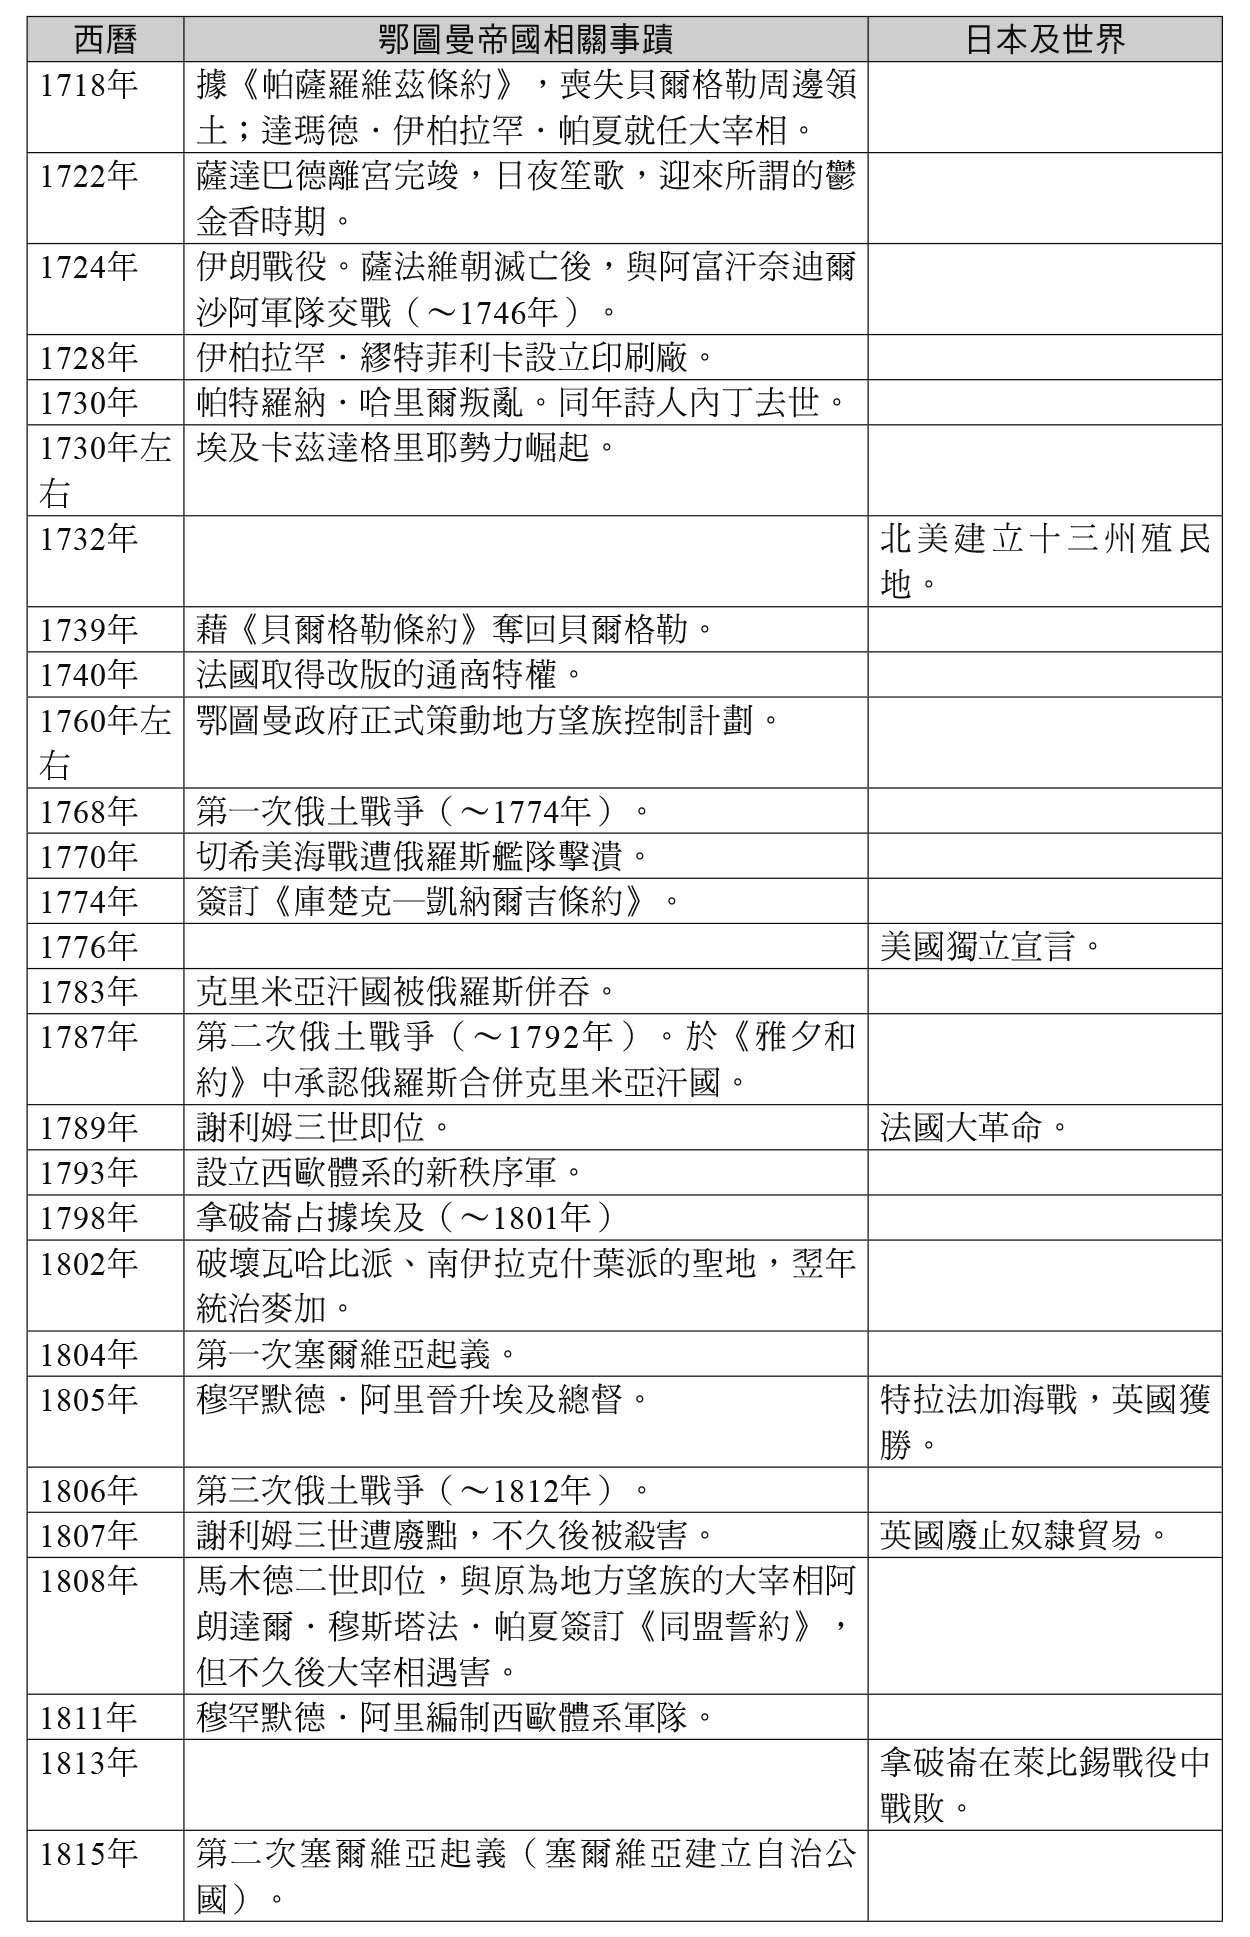 西曆 鄂圖曼帝國相關事蹟 日本及世界
1718年 據《帕薩羅維茲條約》，喪失貝爾格勒周邊領
土；達瑪德．伊柏拉罕．帕夏就任大宰相。
1722年 薩達巴德離宮完竣，日夜笙歌，迎來所謂的鬱
金香時期。
1724年 伊朗戰役。薩法維朝滅亡後，與阿富汗奈迪爾
沙阿軍隊交戰（～1746年）。
1728年 伊柏拉罕．繆特菲利卡設立印刷廠。
1730年 帕特羅納．哈里爾叛亂。同年詩人內丁去世。
1730年左 埃及卡茲達格里耶勢力崛起。
右
1732年 北美建立十三州殖民
地。
1739年 藉《貝爾格勒條約》奪回貝爾格勒。
1740年 法國取得改版的通商特權。
1760年左 鄂圖曼政府正式策動地方望族控制計劃。
右
1768年 第一次俄土戰爭（～1774年）。
1770年 切希美海戰遭俄羅斯艦隊擊潰。
1774年 簽訂《庫楚克—凱納爾吉條約》。
1776年 美國獨立宣言。
1783年 克里米亞汗國被俄羅斯併吞。
1787年 第二次俄土戰爭（～1792年）。於《雅夕和
約》中承認俄羅斯合併克里米亞汗國。
1789年 謝利姆三世即位。 法國大革命。
1793年 設立西歐體系的新秩序軍。
1798年 拿破崙占據埃及（～1801年）
1802年 破壞瓦哈比派、南伊拉克什葉派的聖地，翌年
統治麥加。
1804年 第一次塞爾維亞起義。
1805年 穆罕默德．阿里晉升埃及總督。 特拉法加海戰，英國獲
勝。
1806年 第三次俄土戰爭（～1812年）。
1807年 謝利姆三世遭廢黜，不久後被殺害。 英國廢止奴隸貿易。
1808年 馬木德二世即位，與原為地方望族的大宰相阿
朗達爾．穆斯塔法．帕夏簽訂《同盟誓約》，
但不久後大宰相遇害。
1811年 穆罕默德．阿里編制西歐體系軍隊。
1813年 拿破崙在萊比錫戰役中
戰敗。
1815年 第二次塞爾維亞起義（塞爾維亞建立自治公
國）。